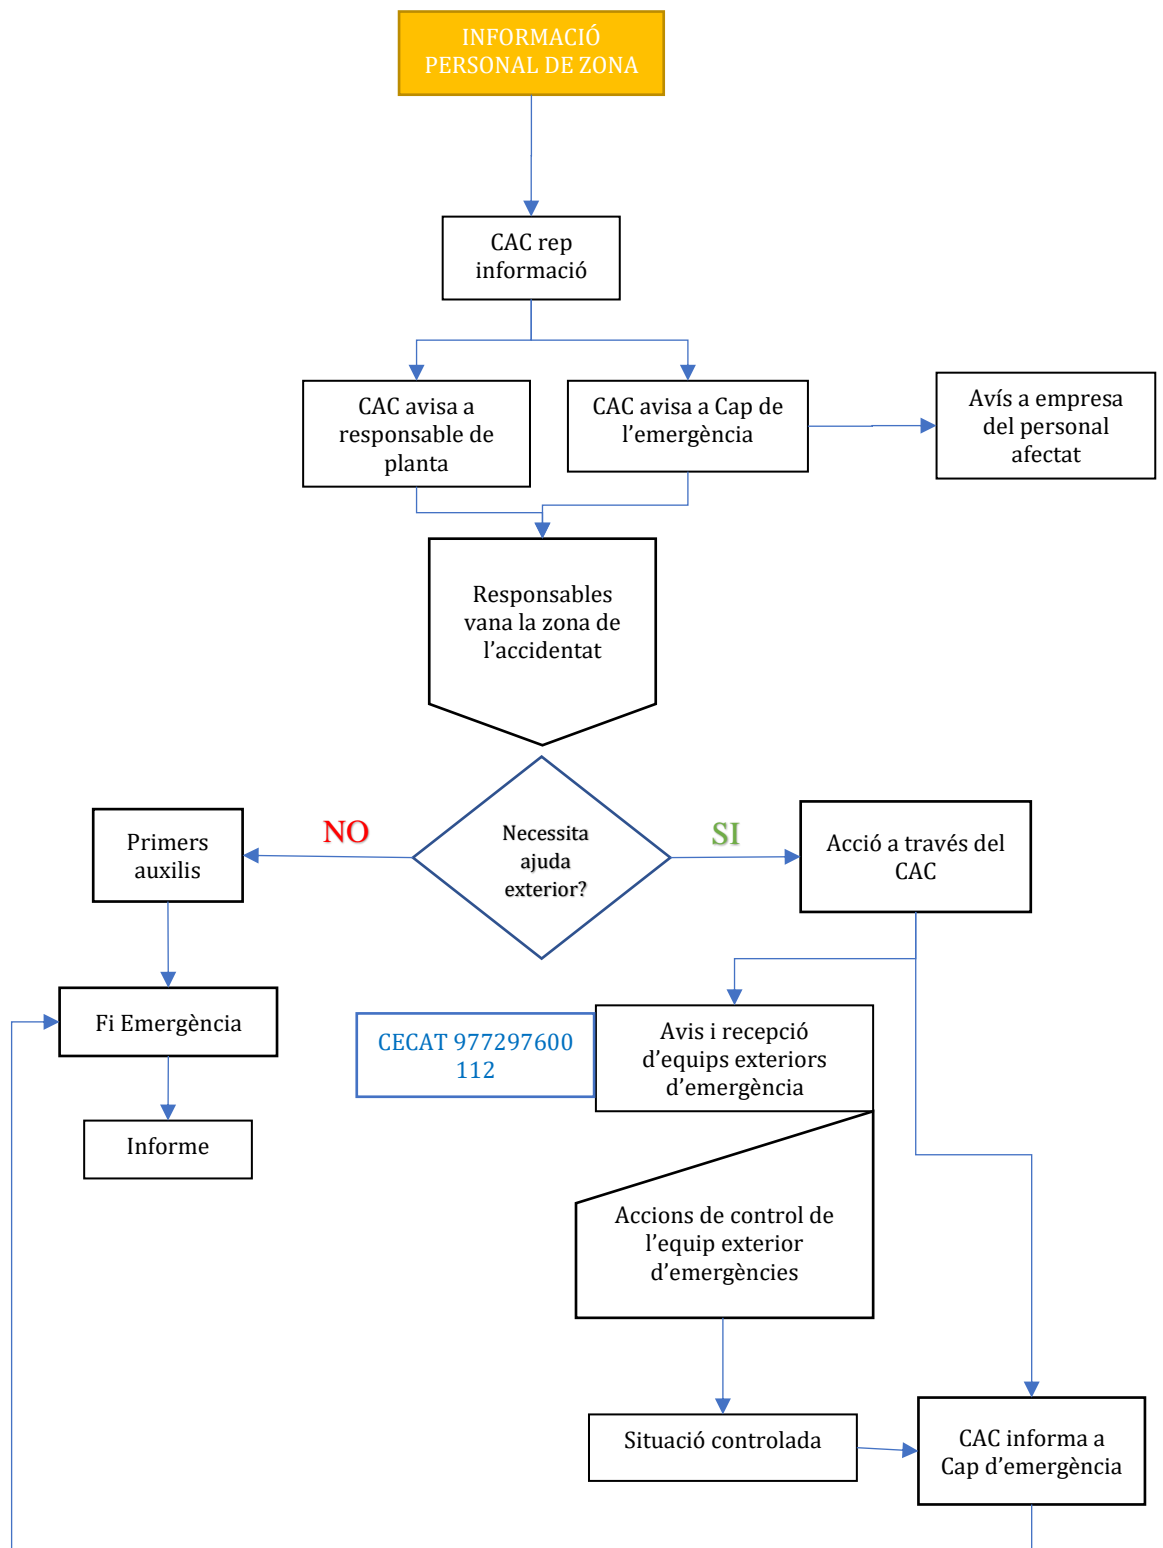 INFORMACIÓ
PERSONAL DE ZONA
CAC rep
informació
CAC avisa a
responsable de
planta
CAC avisa a Cap de
l’emergència
Avís a empresa
del personal
afectat
Responsables
vana la zona de
l’accidentat
NO
Necessita
ajuda
exterior?
SI
Primers
auxilis
Acció a través del
CAC
Fi Emergència
CECAT 977297600
112
Avis i recepció
d’equips exteriors
d’emergència
Informe
Accions de control de
l’equip exterior
d’emergències
Situació controlada
CAC informa a
Cap d’emergència